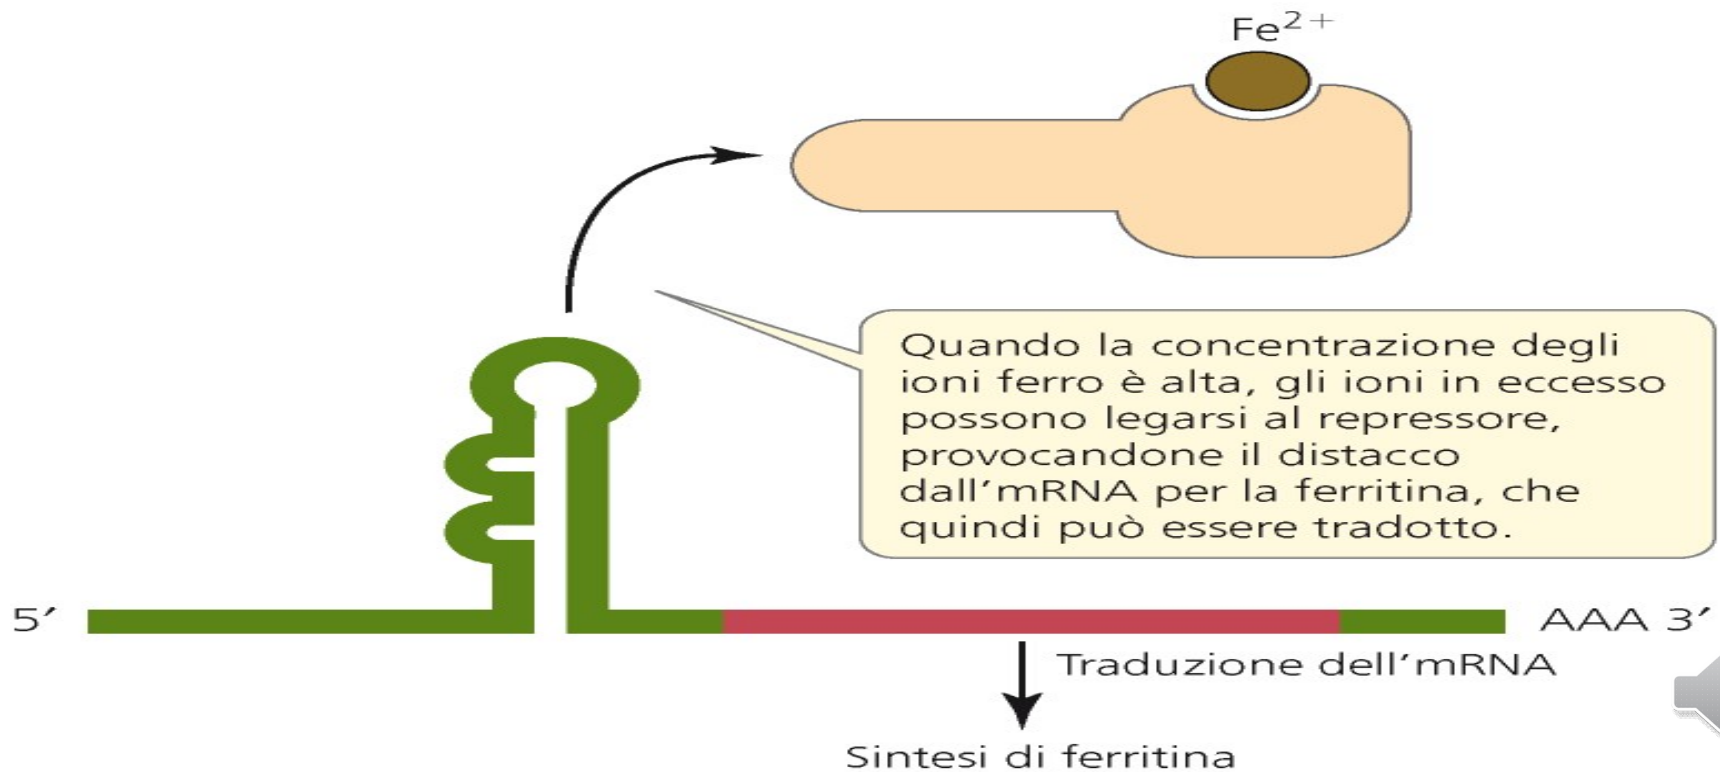 Fe²⁺
Quando la concentrazione degli
ioni ferro è alta, gli ioni in eccesso
possono legarsi al repressore,
provocandone il distacco
dall’mRNA per la ferritina, che
quindi può essere tradotto.
5′ AAA 3′
Traduzione dell’mRNA
Sintesi di ferritina